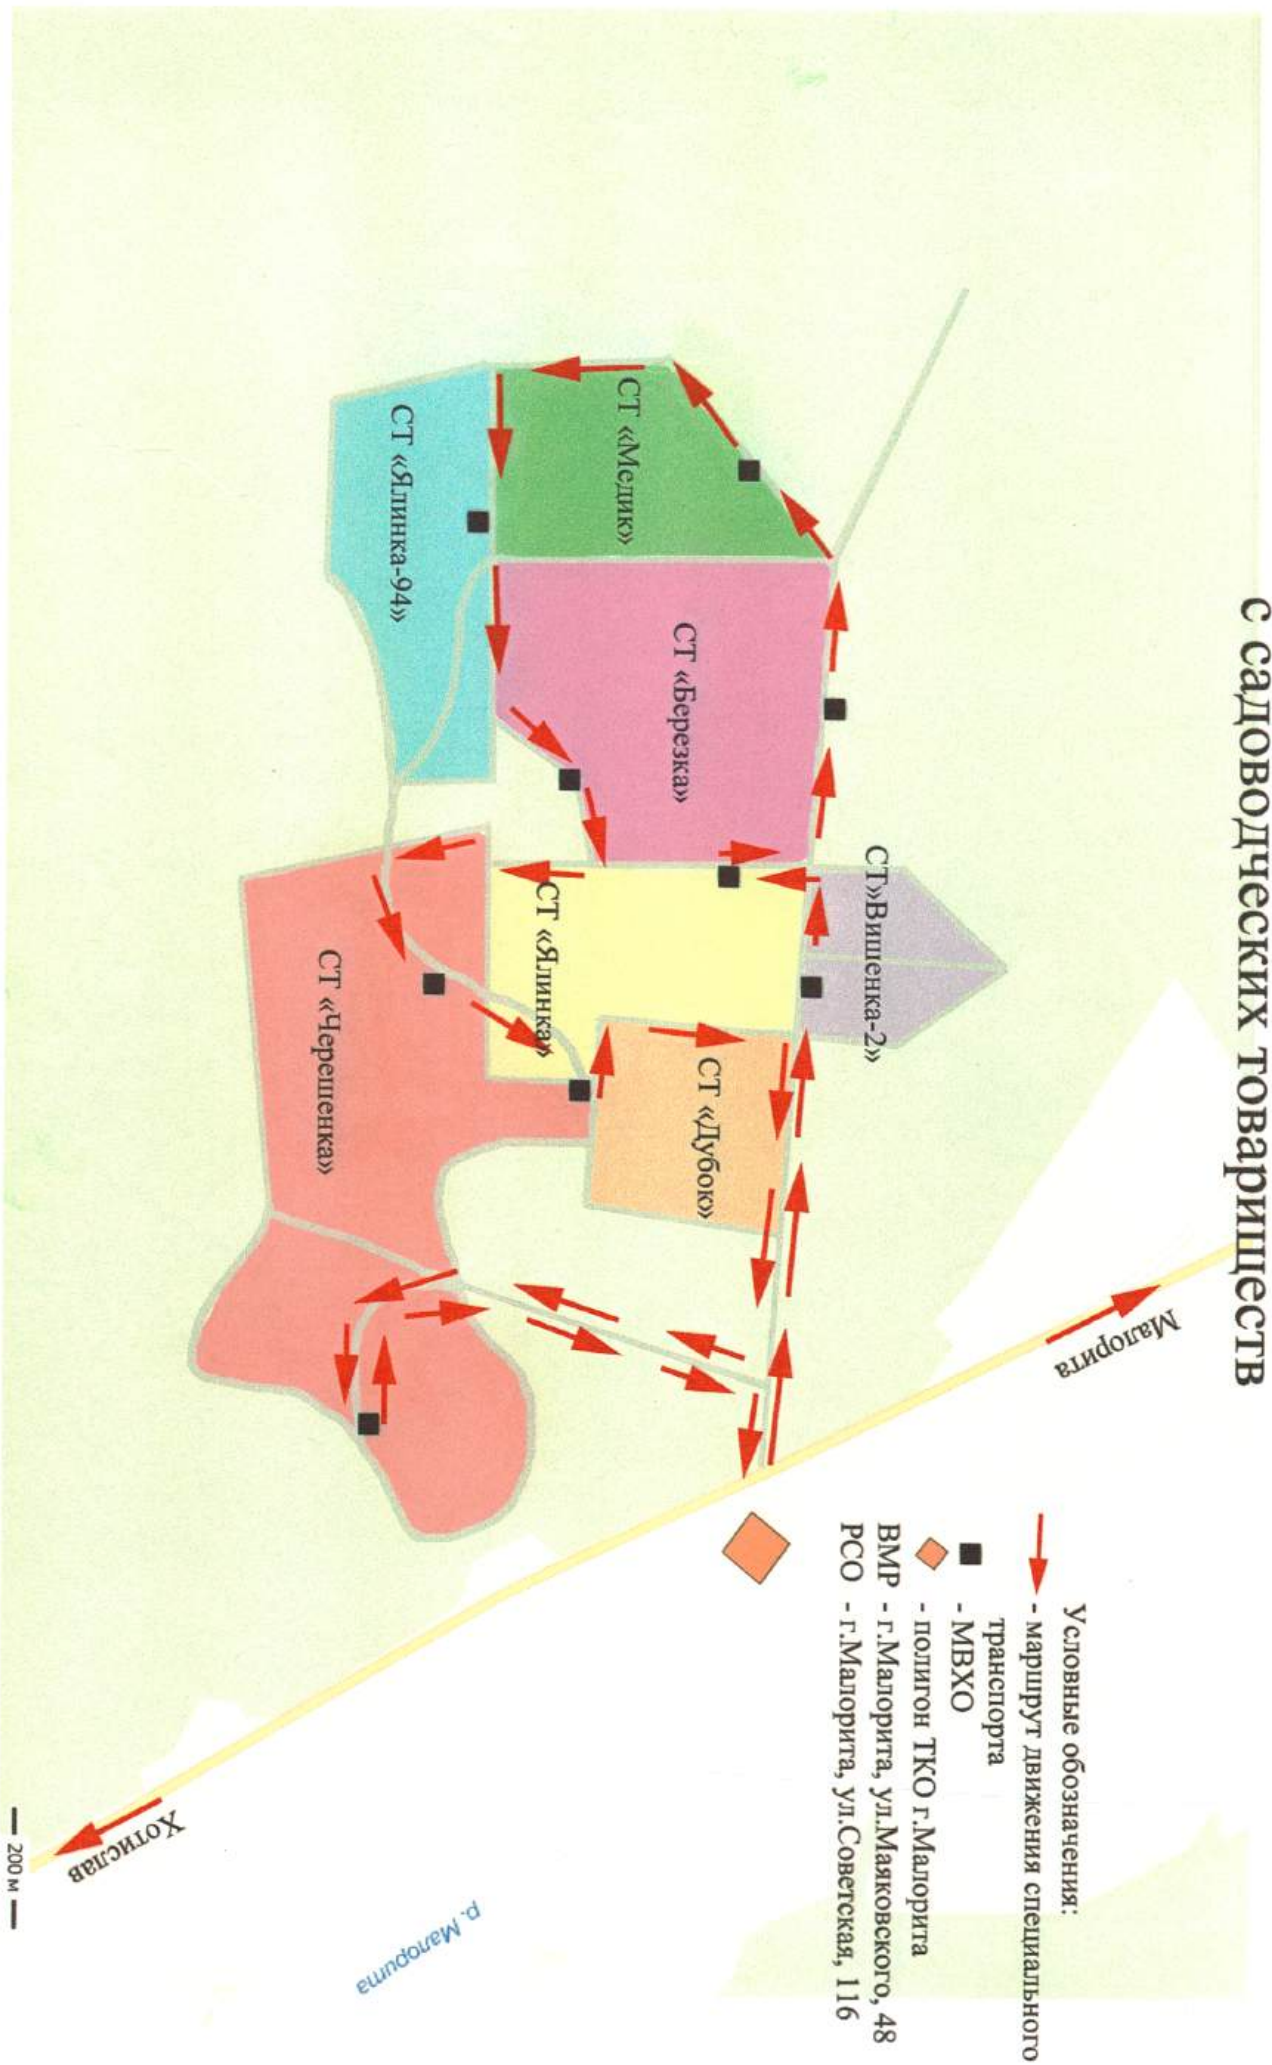 с садоводческих товариществ
Условные обозначения:
- маршрут движения специального
транспорта
- МВХО
- полигон ТКО г.Малорита
ВМР - г.Малорита, ул.Маяковского, 48
РСО - г.Малорита, ул.Советская, 116
Малорита
СТ»Вишенка-2»
СТ «Медик»
СТ «Березка»
СТ «Дубок»
СТ «Ялинка»
СТ «Ялинка-94»
СТ «Черешенка»
Хотислав
р. Малорита
200 м